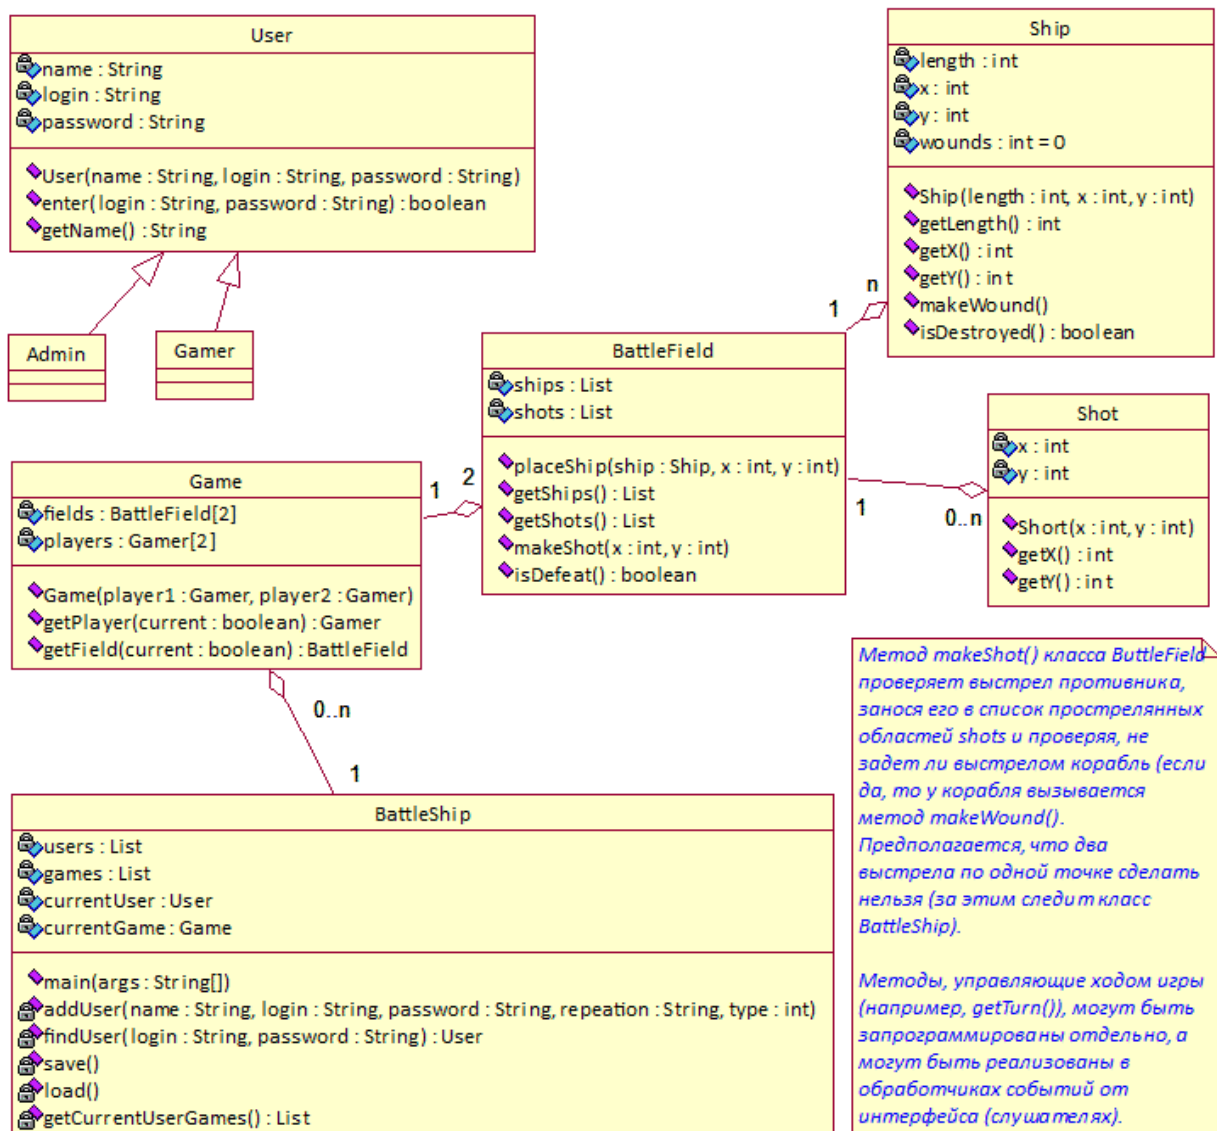 User
name : String
login : String
password : String
User(name : String, login : String, password : String)
enter(login : String, password : String) : boolean
getName() : String
Admin
Gamer
Ship
length : int
x : int
y : int
wounds : int = 0
Ship(length : int, x : int, y : int)
getLength() : int
getX() : int
getY() : int
makeWound()
isDestroyed() : boolean
n
1
BattleField
ships : List
shots : List
placeShip(ship : Ship, x : int, y : int)
getShips() : List
getShots() : List
makeShot(x : int, y : int)
isDefeat() : boolean
1
0..n
Shot
x : int
y : int
Short(x : int, y : int)
getX() : int
getY() : int
1
2
Game
fields : BattleField[2]
players : Gamer[2]
Game(player1 : Gamer, player2 : Gamer)
getPlayer(current : boolean) : Gamer
getField(current : boolean) : BattleField
0..n
1
BattleShip
users : List
games : List
currentUser : User
currentGame : Game
main(args : String[])
addUser(name : String, login : String, password : String, repeation : String, type : int)
findUser(login : String, password : String) : User
save()
load()
getCurrentUserGames() : List
Метод makeShot() класса ButtleField
проверяет выстрел противника,
занося его в список прострелянных
областей shots и проверяя, не
задет ли выстрелом корабль (если
да, то у корабля вызывается
метод makeWound().
Предполагается, что два
выстрела по одной точке сделать
нельзя (за этим следит класс
BattleShip).
Методы, управляющие ходом игры
(например, getTurn()), могут быть
запрограммированы отдельно, а
могут быть реализованы в
обработчиках событий от
интерфейса (слушателях).